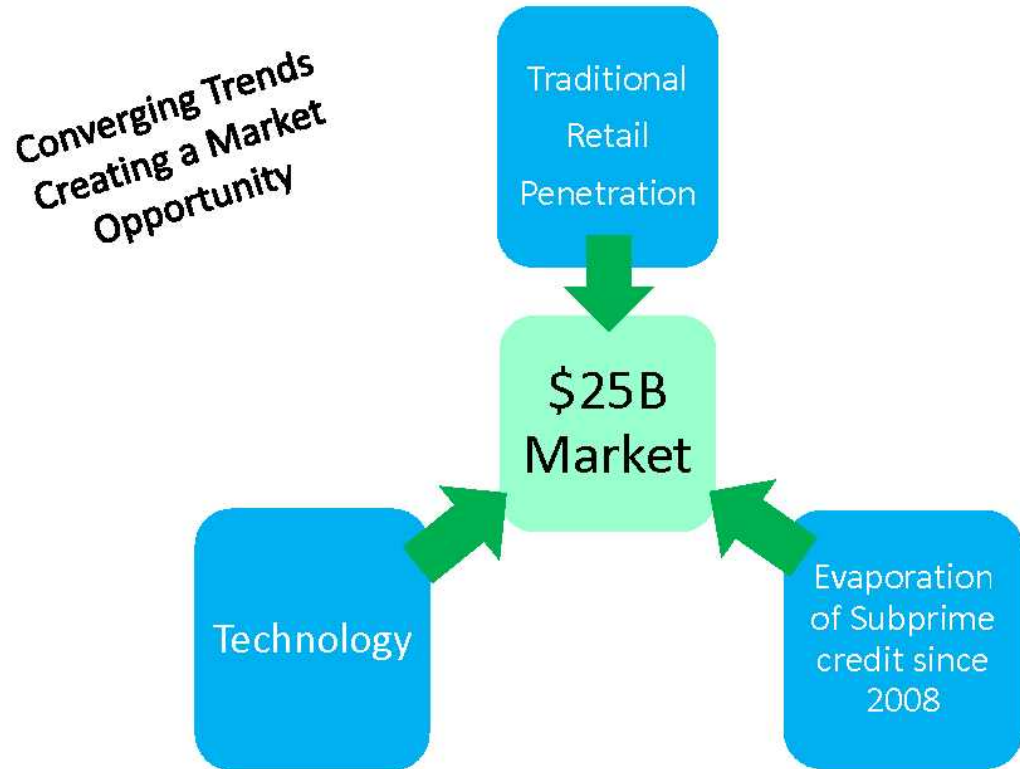 Converging Trends
Creating a Market
Opportunity
Traditional
Retail
Penetration
$25B
Market
Technology
Evaporation
of Subprime
credit since
2008